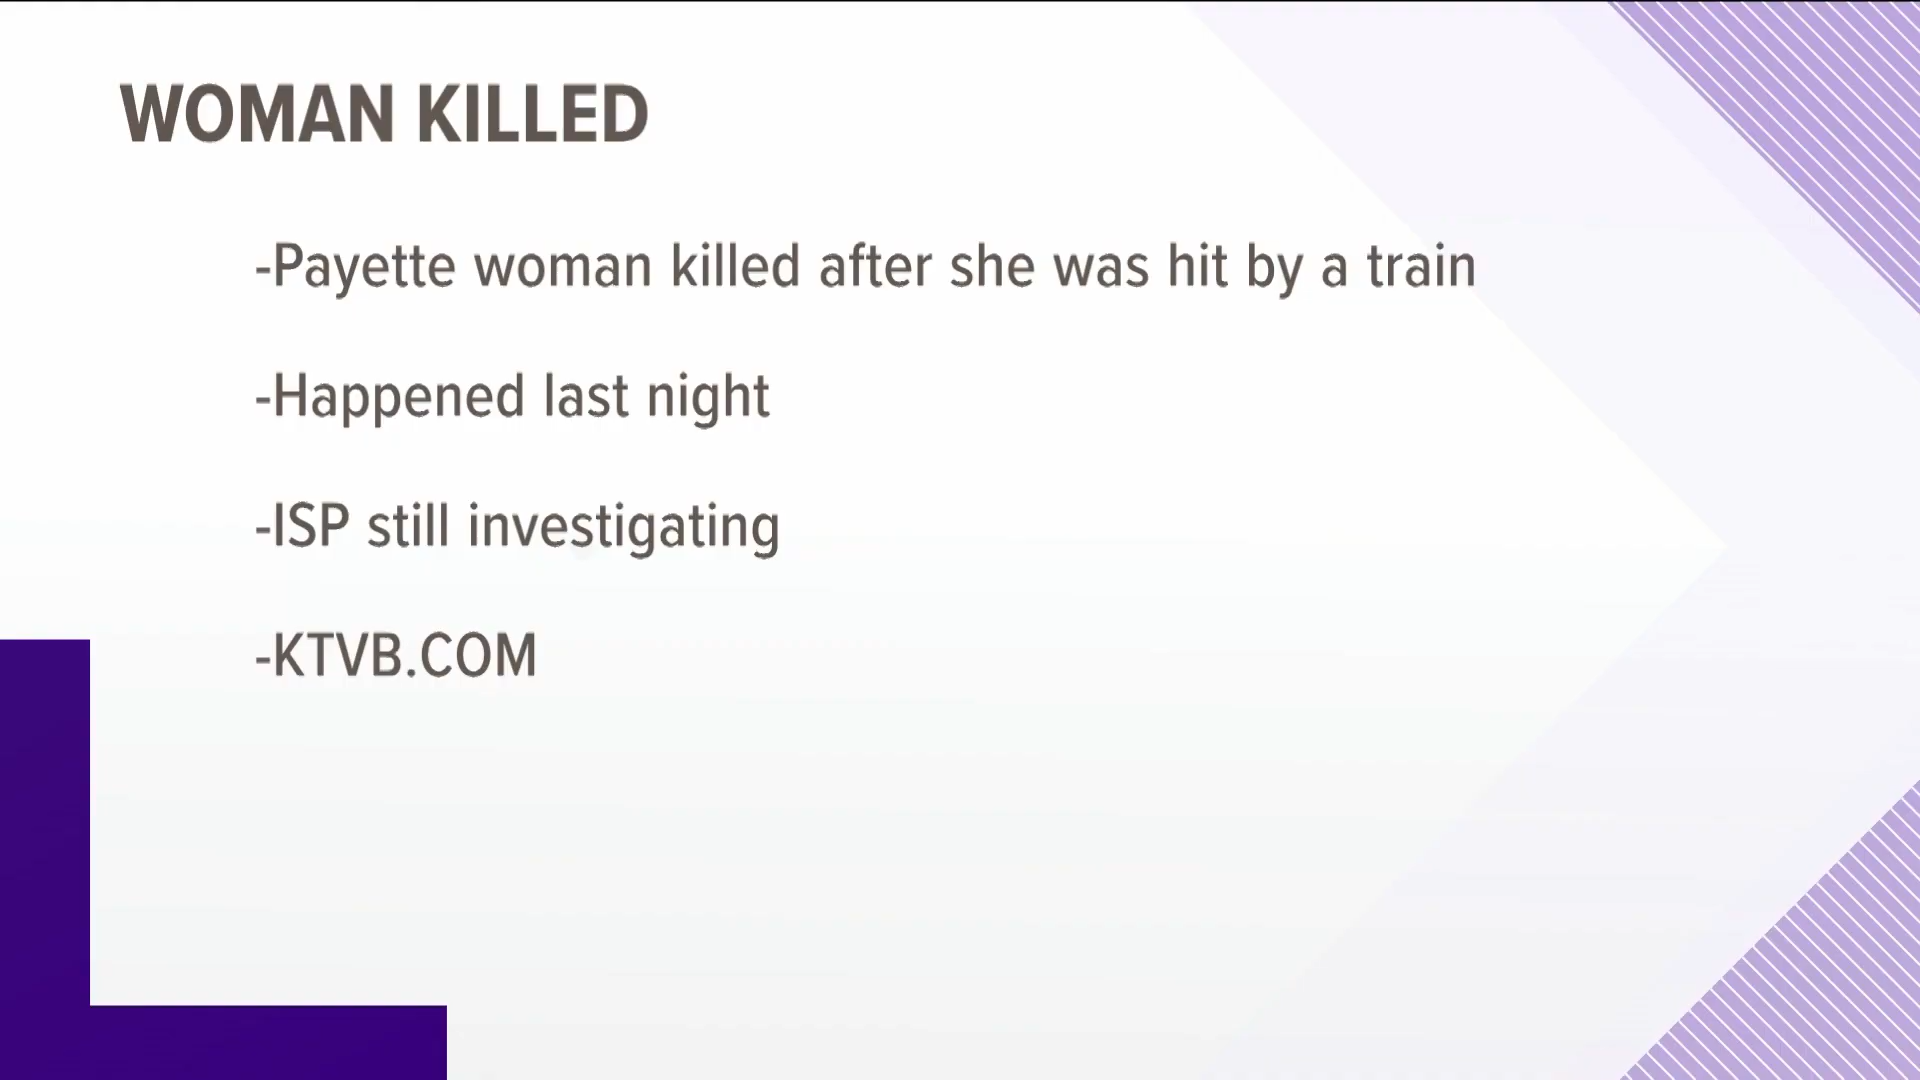 WOMAN KILLED
-Payette woman killed after she was hit by a train
-Happened last night
-ISP still investigating
-KTVB.COM